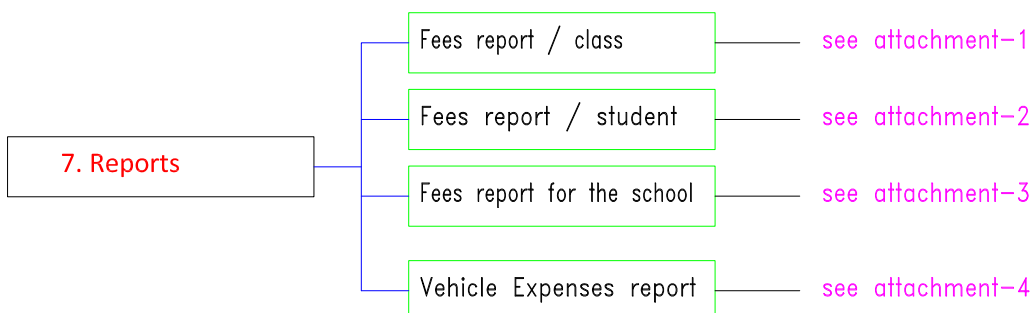 Fees report / class see attachment-1
Fees report / student see attachment-2
7. Reports
Fees report for the school see attachment-3
Vehicle Expenses report see attachment-4